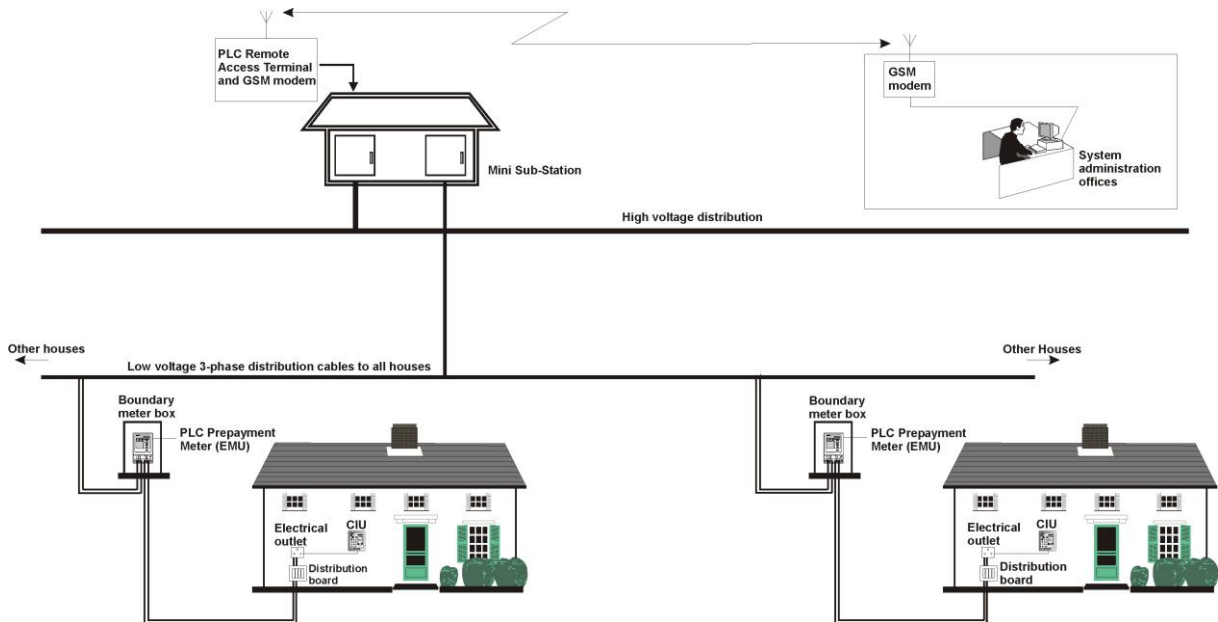 PLC Remote
Access Terminal
and GSM modem
GSM
modem
System
administration
offices
Mini Sub-Station
High voltage distribution
Other houses
Low voltage 3-phase distribution cables to all houses
Other Houses
Boundary
meter box
PLC Prepayment
Meter (EMU)
Electrical
outlet
CIU
Distribution
board
Boundary
meter box
PLC Prepayment
Meter (EMU)
Electrical
outlet
CIU
Distribution
board